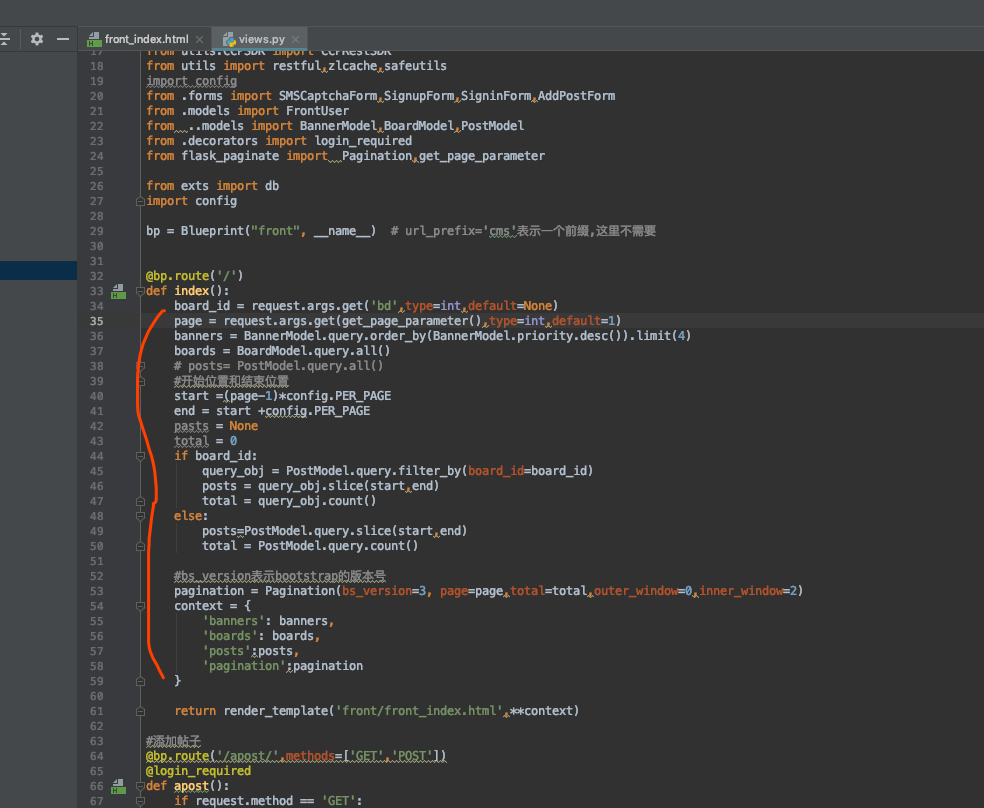 front_index.html
views.py
17 from utils.CCPSDK import CCPRestSDK
18 from utils import restful,zlcache,safeutils
19 import config
20 from .forms import SMSCaptchaForm,SignupForm,SigninForm,AddPostForm
21 from .models import FrontUser
22 from  ..models import BannerModel,BoardModel,PostModel
23 from .decorators import login_required
24 from flask_paginate import  Pagination,get_page_parameter
25
26 from exts import db
27 import config
28
29 bp = Blueprint("front", __name__)  # url_prefix='cms'表示一个前缀,这里不需要
30
31
32 @bp.route('/')
33 def index():
34     board_id = request.args.get('bd',type=int,default=None)
35     page = request.args.get(get_page_parameter(),type=int,default=1)
36     banners = BannerModel.query.order_by(BannerModel.priority.desc()).limit(4)
37     boards = BoardModel.query.all()
38     # posts= PostModel.query.all()
39     #开始位置和结束位置
40     start =(page-1)*config.PER_PAGE
41     end = start +config.PER_PAGE
42     pasts = None
43     total = 0
44     if board_id:
45         query_obj = PostModel.query.filter_by(board_id=board_id)
46         posts = query_obj.slice(start,end)
47         total = query_obj.count()
48     else:
49         posts=PostModel.query.slice(start,end)
50         total = PostModel.query.count()
51
52     #bs_version表示bootstrap的版本号
53     pagination = Pagination(bs_version=3, page=page,total=total,outer_window=0,inner_window=2)
54     context = {
55         'banners': banners,
56         'boards': boards,
57         'posts':posts,
58         'pagination':pagination
59     }
60
61     return render_template('front/front_index.html',**context)
62
63 #添加帖子
64 @bp.route('/apost/',methods=['GET','POST'])
65 @login_required
66 def apost():
67     if request.method == 'GET':